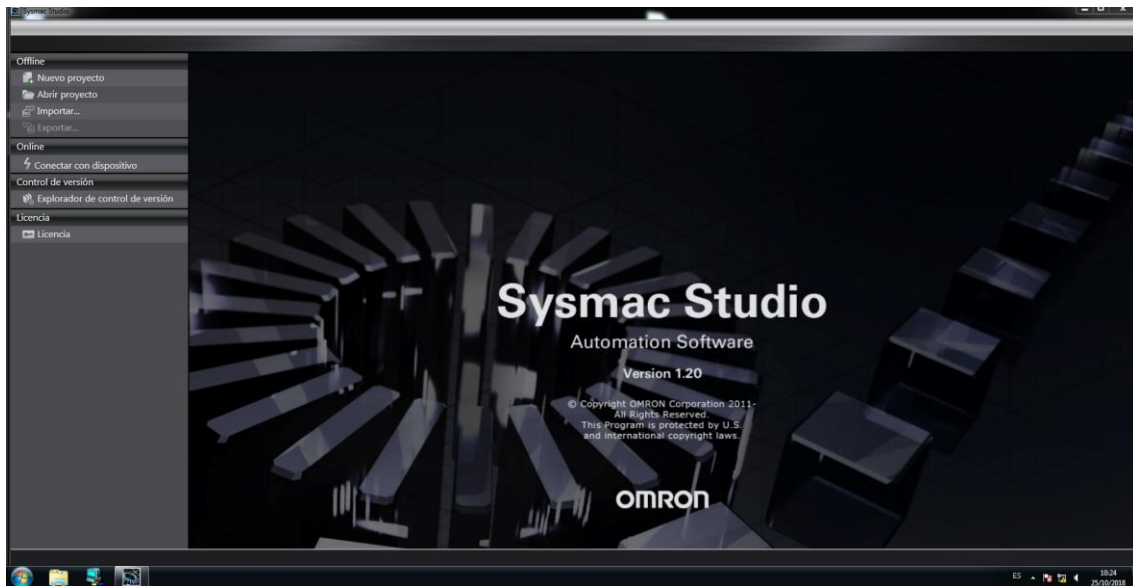 Sysmac Studio
Offline
Nuevo proyecto
Abrir proyecto
Importar...
Exportar...
Online
Conectar con dispositivo
Control de versión
Explorador de control de versión
Licencia
Licencia
Sysmac Studio
Automation Software
Version 1.20
© Copyright OMRON Corporation 2011-
All Rights Reserved.
This Program is protected by U.S.
and international copyright laws.
OMRON
ES
10:24
25/10/2018